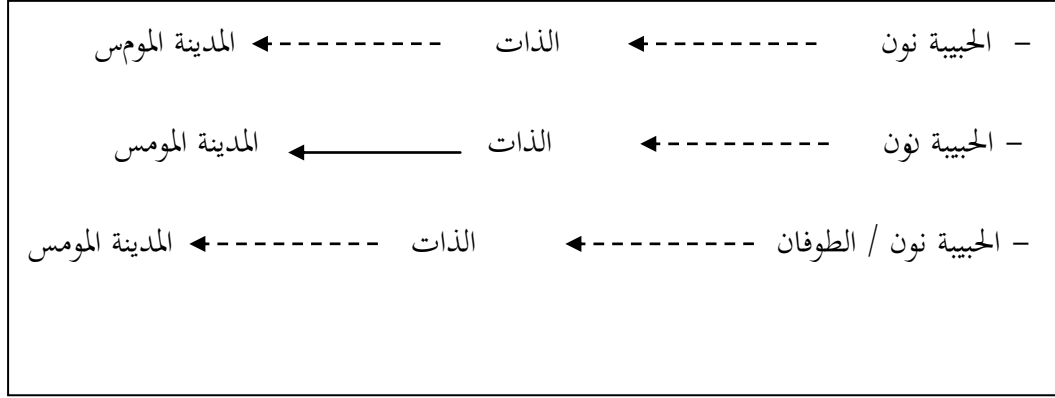 – الحبيبة نون الذات المدينة المومس
– الحبيبة نون الذات المدينة المومس
– الحبيبة نون / الطوفان الذات المدينة المومس